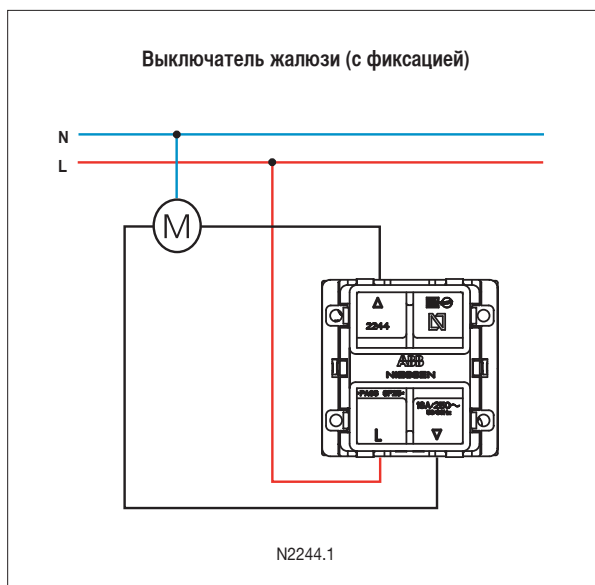 Выключатель жалюзи (с фиксацией)
N
L
M
2244
ABB
NIESSEN
L
N2244.1